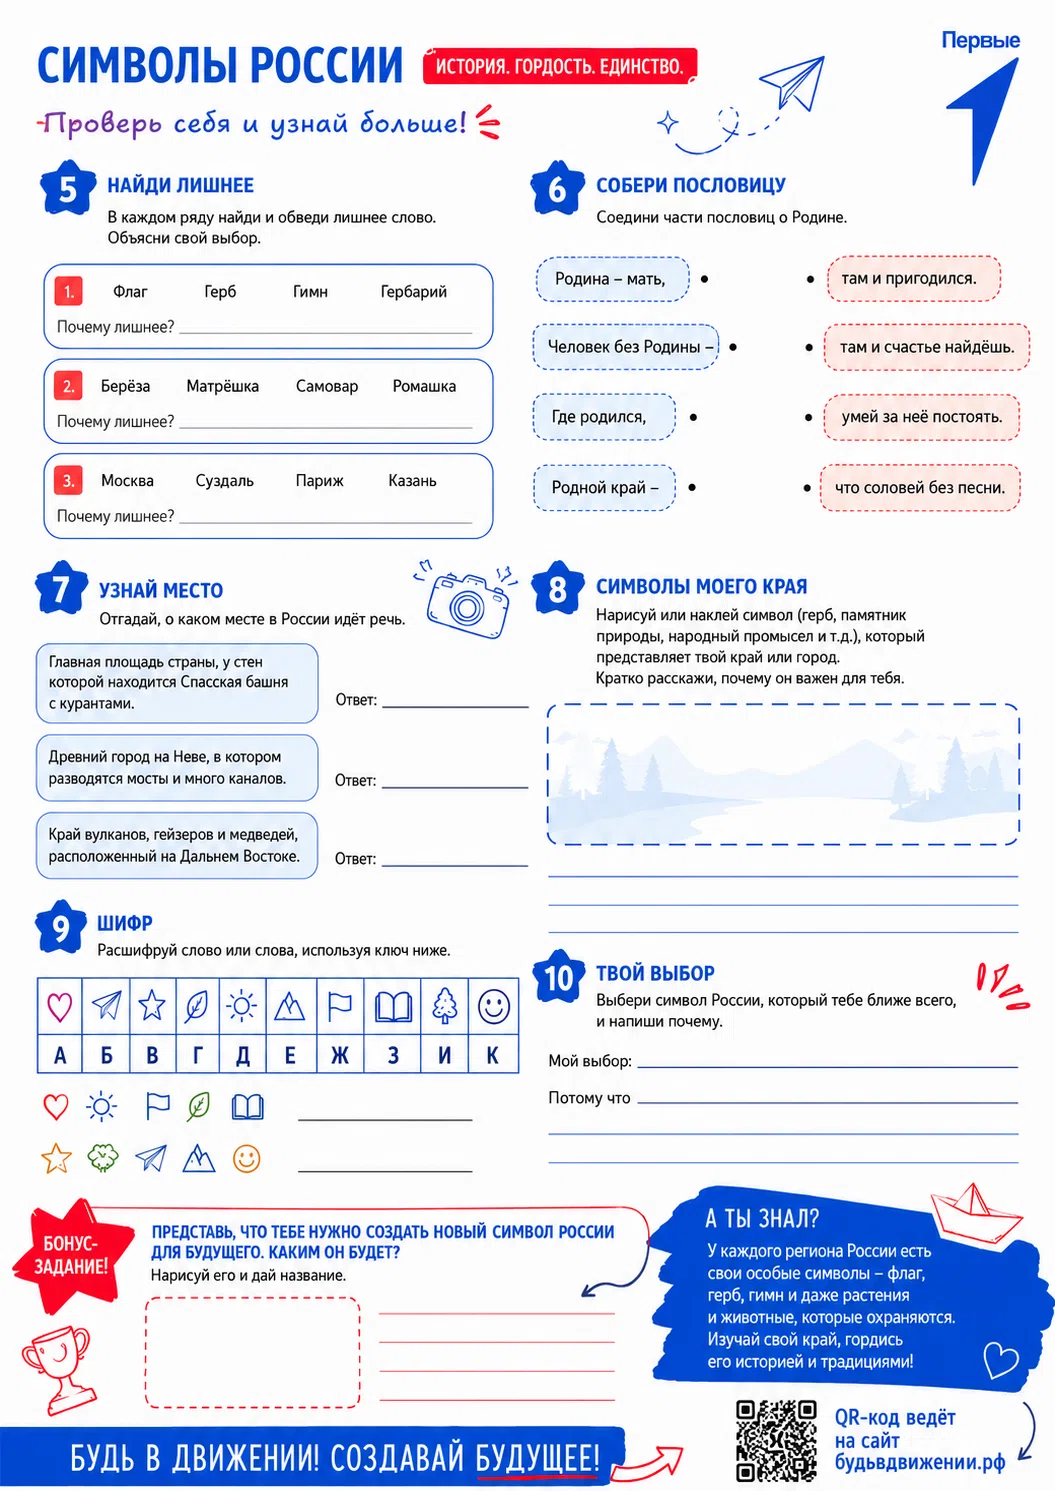 СИМВОЛЫ РОССИИ
ИСТОРИЯ. ГОРДОСТЬ. ЕДИНСТВО.
Первые
Проверь себя и узнай больше!
5
НАЙДИ ЛИШНЕЕ
В каждом ряду найди и обведи лишнее слово.
Объясни свой выбор.
1. Флаг Герб Гимн Гербарий
Почему лишнее?
2. Берёза Матрёшка Самовар Ромашка
Почему лишнее?
3. Москва Суздаль Париж Казань
Почему лишнее?
6
СОБЕРИ ПОСЛОВИЦУ
Соедини части пословиц о Родине.
Родина – мать, • • там и пригодился.
Человек без Родины – • • там и счастье найдёшь.
Где родился, • • умей за неё постоять.
Родной край – • • что соловей без песни.
7
УЗНАЙ МЕСТО
Отгадай, о каком месте в России идёт речь.
Главная площадь страны, у стен
которой находится Спасская башня
с курантами.
Ответ:
Древний город на Неве, в котором
разводятся мосты и много каналов.
Ответ:
Край вулканов, гейзеров и медведей,
расположенный на Дальнем Востоке.
Ответ:
8
СИМВОЛЫ МОЕГО КРАЯ
Нарисуй или наклей символ (герб, памятник
природы, народный промысел и т.д.), который
представляет твой край или город.
Кратко расскажи, почему он важен для тебя.
9
ШИФР
Расшифруй слово или слова, используя ключ ниже.
А Б В Г Д Е Ж З И К
10
ТВОЙ ВЫБОР
Выбери символ России, который тебе ближе всего,
и напиши почему.
Мой выбор:
Потому что
БОНУС-
ЗАДАНИЕ!
ПРЕДСТАВЬ, ЧТО ТЕБЕ НУЖНО СОЗДАТЬ НОВЫЙ СИМВОЛ РОССИИ
ДЛЯ БУДУЩЕГО. КАКИМ ОН БУДЕТ?
Нарисуй его и дай название.
А ТЫ ЗНАЛ?
У каждого региона России есть
свои особые символы – флаг,
герб, гимн и даже растения
и животные, которые охраняются.
Изучай свой край, гордись
его историей и традициями!
БУДЬ В ДВИЖЕНИИ! СОЗДАВАЙ БУДУЩЕЕ!
QR-код ведёт
на сайт
будьвдвижении.рф